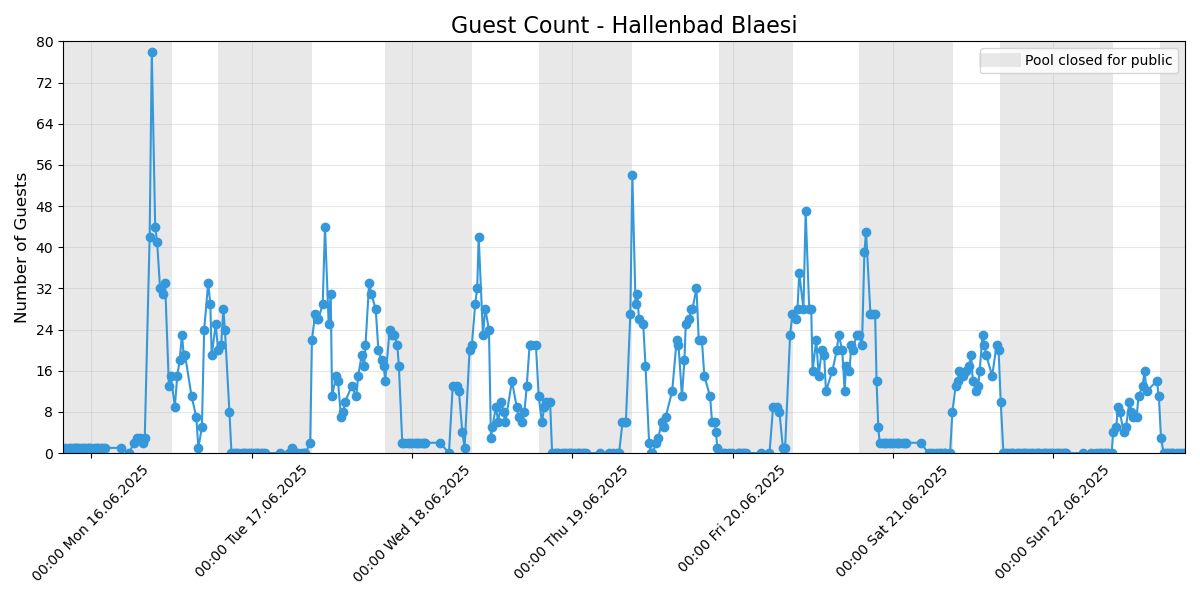 Guest Count - Hallenbad Blaesi
Pool closed for public
Number of Guests
80
72
64
56
48
40
32
24
16
8
0
00:00 Mon 16.06.2025
00:00 Tue 17.06.2025
00:00 Wed 18.06.2025
00:00 Thu 19.06.2025
00:00 Fri 20.06.2025
00:00 Sat 21.06.2025
00:00 Sun 22.06.2025